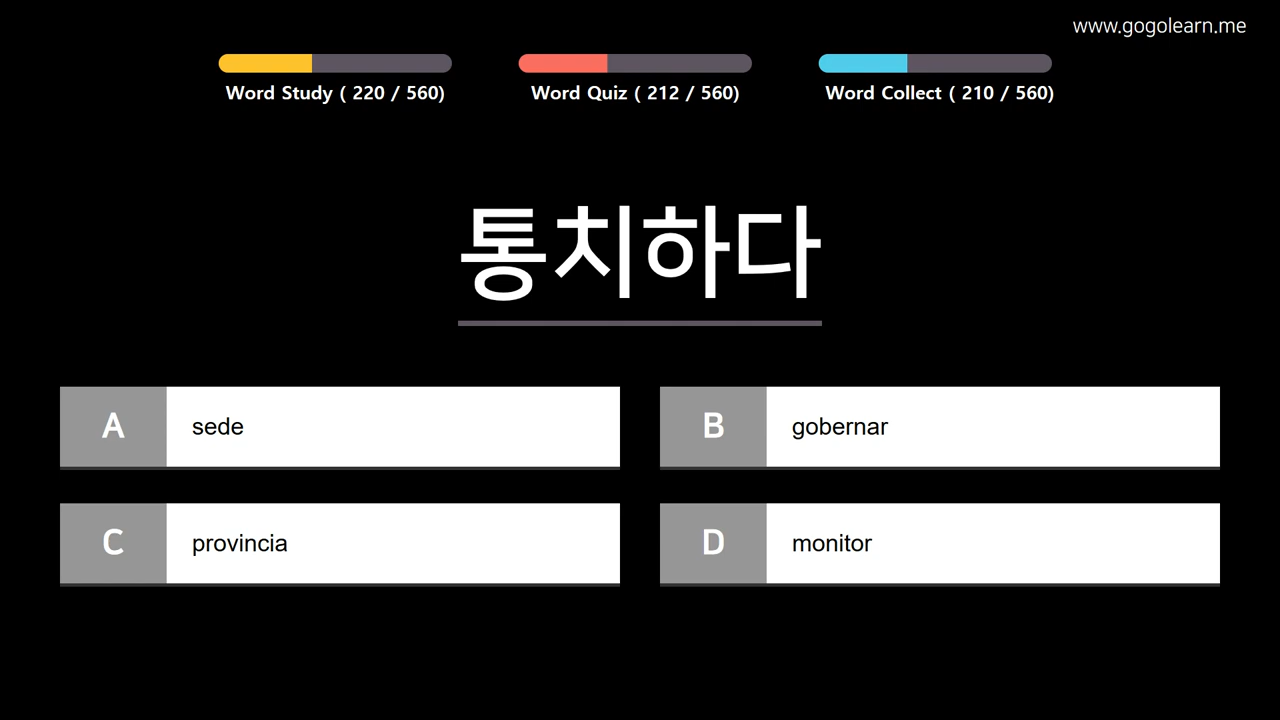 www.gogolearn.me
Word Study ( 220 / 560)
Word Quiz ( 212 / 560)
Word Collect ( 210 / 560)
통치하다
A sede
B gobernar
C provincia
D monitor